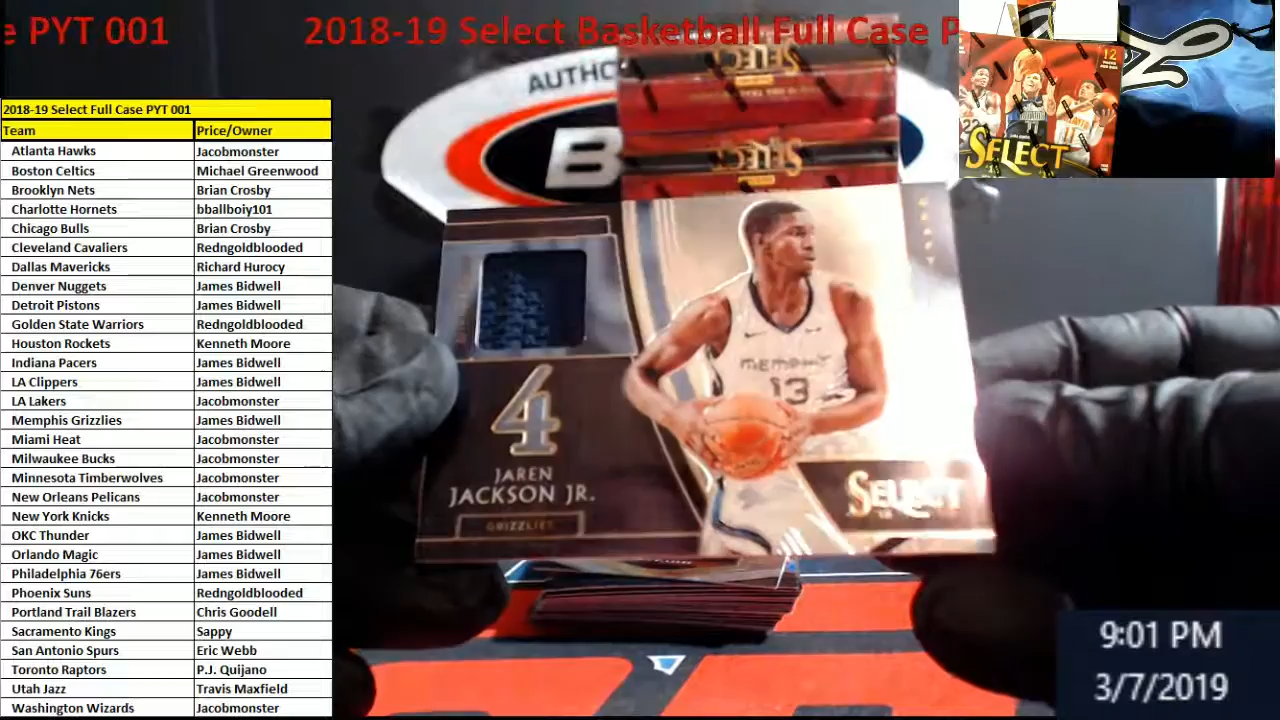 e PYT 001 2018-19 Select Basketball Full Case P
2018-19 Select Full Case PYT 001
Team Price/Owner
Atlanta Hawks Jacobmonster
Boston Celtics Michael Greenwood
Brooklyn Nets Brian Crosby
Charlotte Hornets bballboiy101
Chicago Bulls Brian Crosby
Cleveland Cavaliers Redngoldblooded
Dallas Mavericks Richard Hurocy
Denver Nuggets James Bidwell
Detroit Pistons James Bidwell
Golden State Warriors Redngoldblooded
Houston Rockets Kenneth Moore
Indiana Pacers James Bidwell
LA Clippers James Bidwell
LA Lakers Jacobmonster
Memphis Grizzlies James Bidwell
Miami Heat Jacobmonster
Milwaukee Bucks Jacobmonster
Minnesota Timberwolves Jacobmonster
New Orleans Pelicans Jacobmonster
New York Knicks Kenneth Moore
OKC Thunder James Bidwell
Orlando Magic James Bidwell
Philadelphia 76ers James Bidwell
Phoenix Suns Redngoldblooded
Portland Trail Blazers Chris Goodell
Sacramento Kings Sappy
San Antonio Spurs Eric Webb
Toronto Raptors P.J. Quijano
Utah Jazz Travis Maxfield
Washington Wizards Jacobmonster
AUTHO
B
SELECT
SELECT
MEMPHIS
13
4
JAREN
JACKSON JR.
GRIZZLIES
SELECT
12
SELECT
9:01 PM
3/7/2019